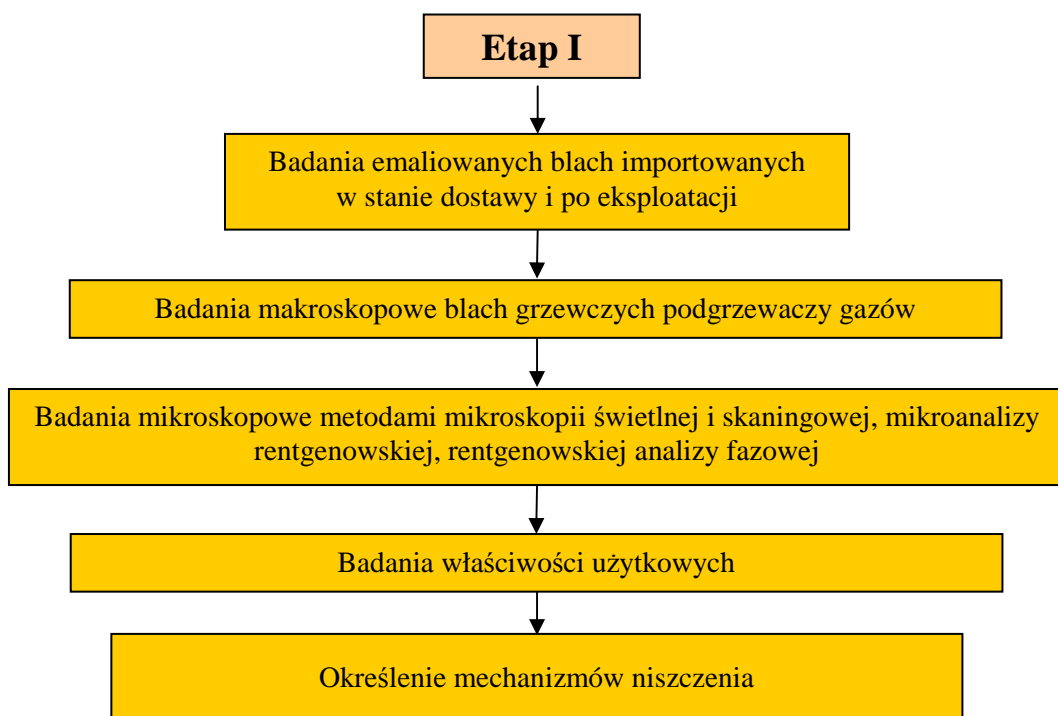 Etap I
Badania emaliowanych blach importowanych
w stanie dostawy i po eksploatacji
Badania makroskopowe blach grzewczych podgrzewaczy gazów
Badania mikroskopowe metodami mikroskopii świetlnej i skaningowej, mikroanalizy
rentgenowskiej, rentgenowskiej analizy fazowej
Badania właściwości użytkowych
Określenie mechanizmów niszczenia